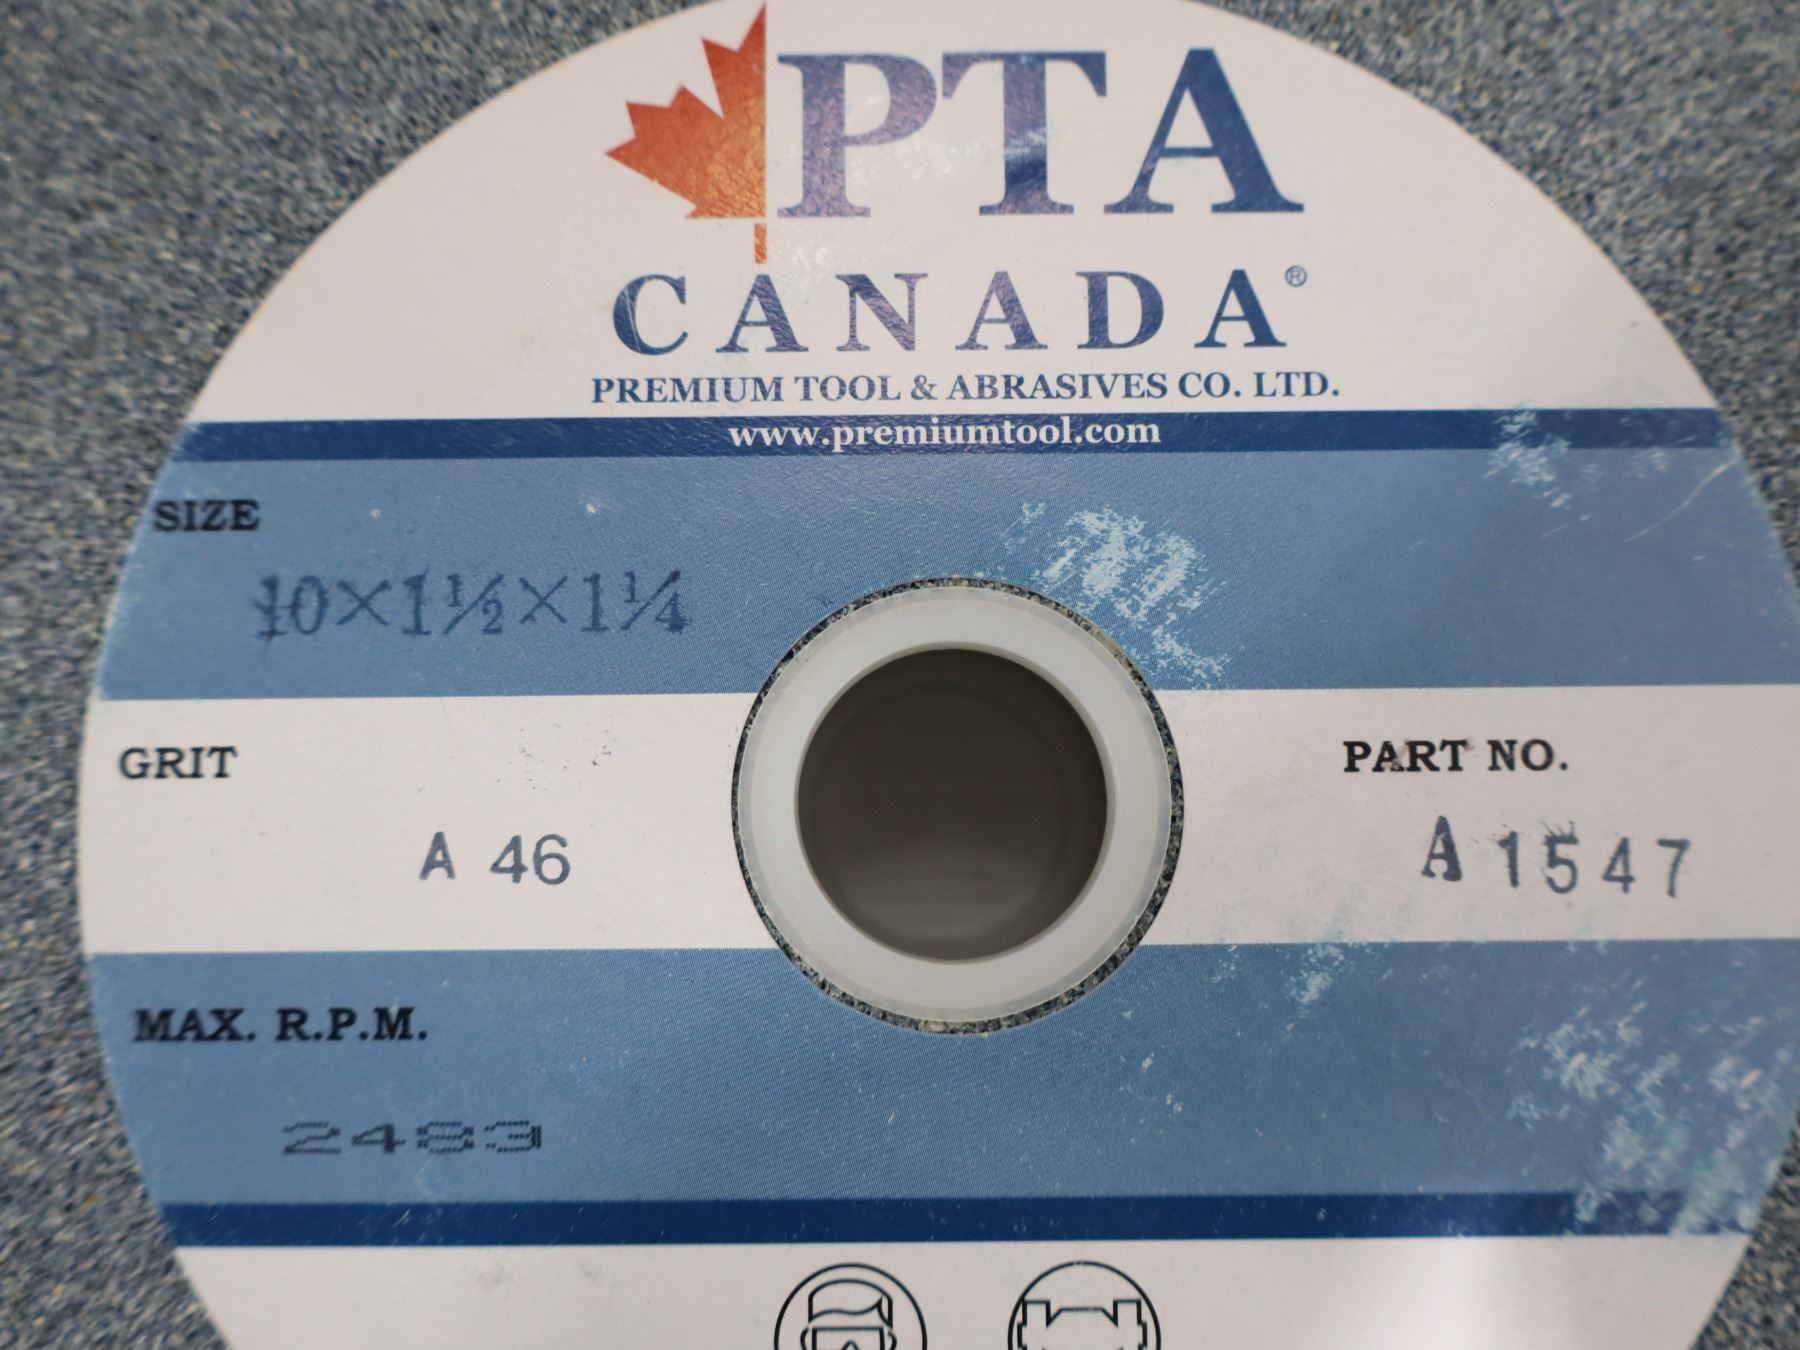 PTA
CANADA®
PREMIUM TOOL & ABRASIVES CO. LTD.
www.premiumtool.com
SIZE
10×1½×1¼
GRIT
A 46
PART NO.
A 1547
MAX. R.P.M.
2483